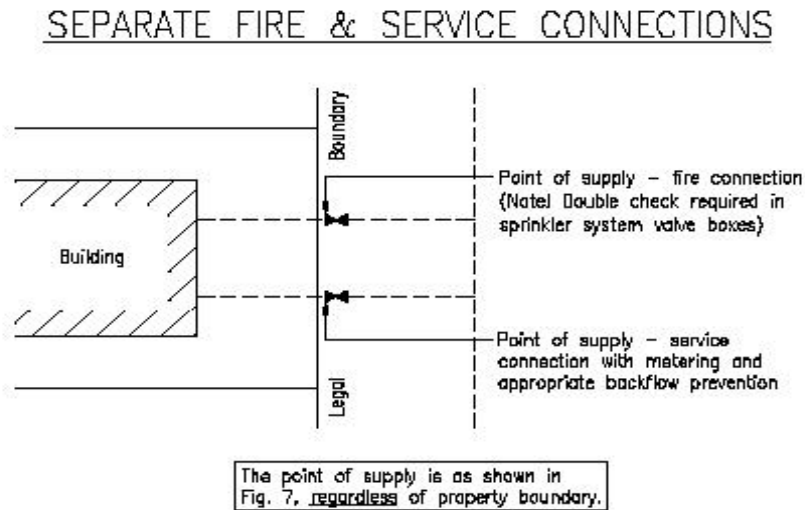 SEPARATE FIRE & SERVICE CONNECTIONS
Boundary
Point of supply – fire connection
(Note! Double check required in
sprinkler system valve boxes)
Building
Point of supply – service
connection with metering and
appropriate backflow prevention
Legal
The point of supply is as shown in
Fig. 7, regardless of property boundary.